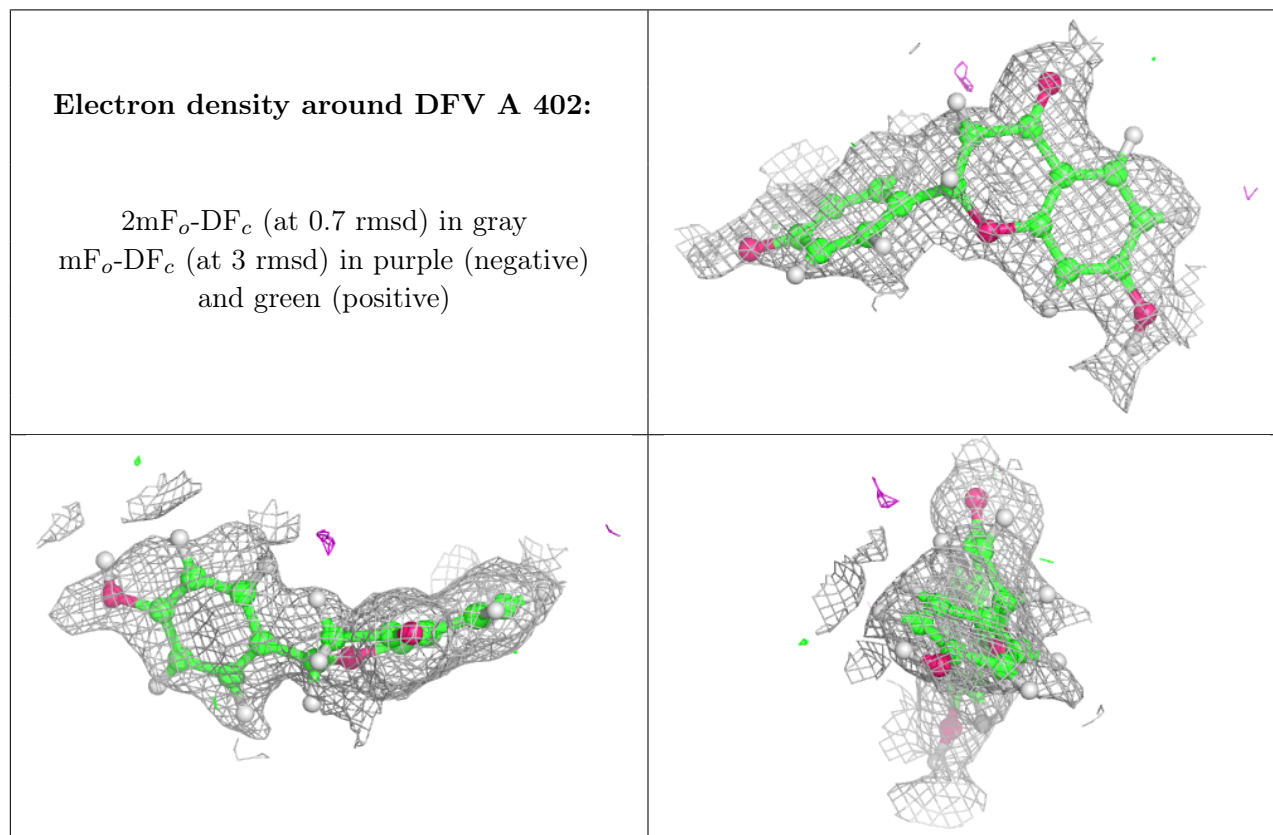 Electron density around DFV A 402:
2mFo-DFc (at 0.7 rmsd) in gray
mFo-DFc (at 3 rmsd) in purple (negative)
and green (positive)